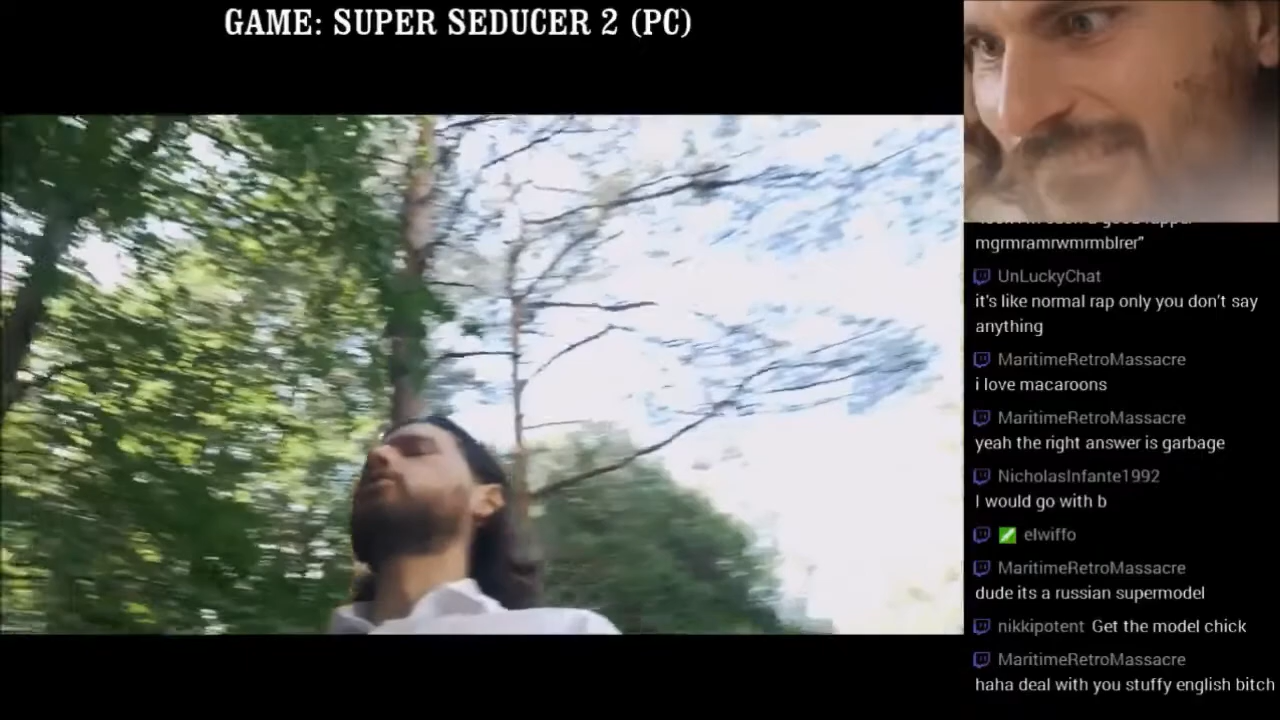 GAME: SUPER SEDUCER 2 (PC)
mgrmramrwmrmblrer"
UnLuckyChat
it's like normal rap only you don't say
anything
MaritimeRetroMassacre
i love macaroons
MaritimeRetroMassacre
yeah the right answer is garbage
NicholasInfante1992
I would go with b
elwiffo
MaritimeRetroMassacre
dude its a russian supermodel
nikkipotent Get the model chick
MaritimeRetroMassacre
haha deal with you stuffy english bitch